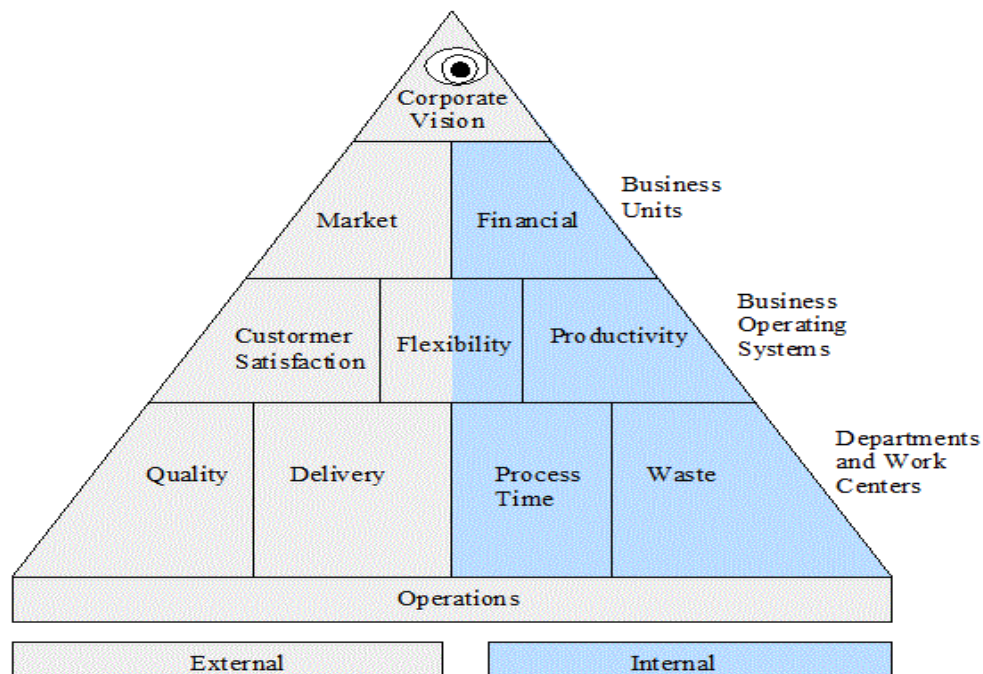 Corporate
Vision
Market
Financial
Business
Units
Custormer
Satisfaction
Flexibility
Productivity
Business
Operating
Systems
Quality
Delivery
Process
Time
Waste
Departments
and Work
Centers
Operations
External
Internal